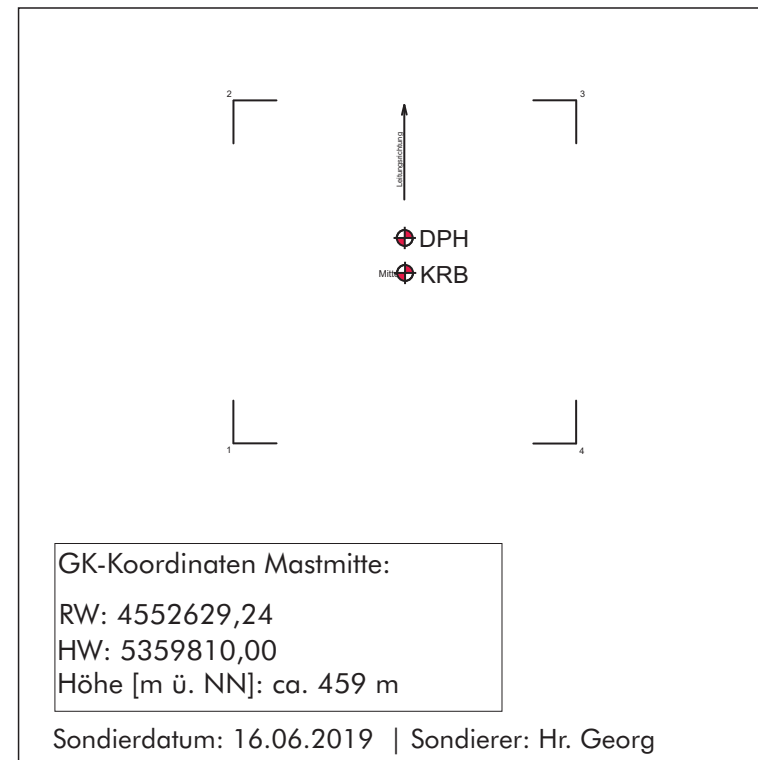 2
3
Leitungsrichtung
DPH
Mitte KRB
1
4
GK-Koordinaten Mastmitte:
RW: 4552629,24
HW: 5359810,00
Höhe [m ü. NN]: ca. 459 m
Sondierdatum: 16.06.2019 | Sondierer: Hr. Georg